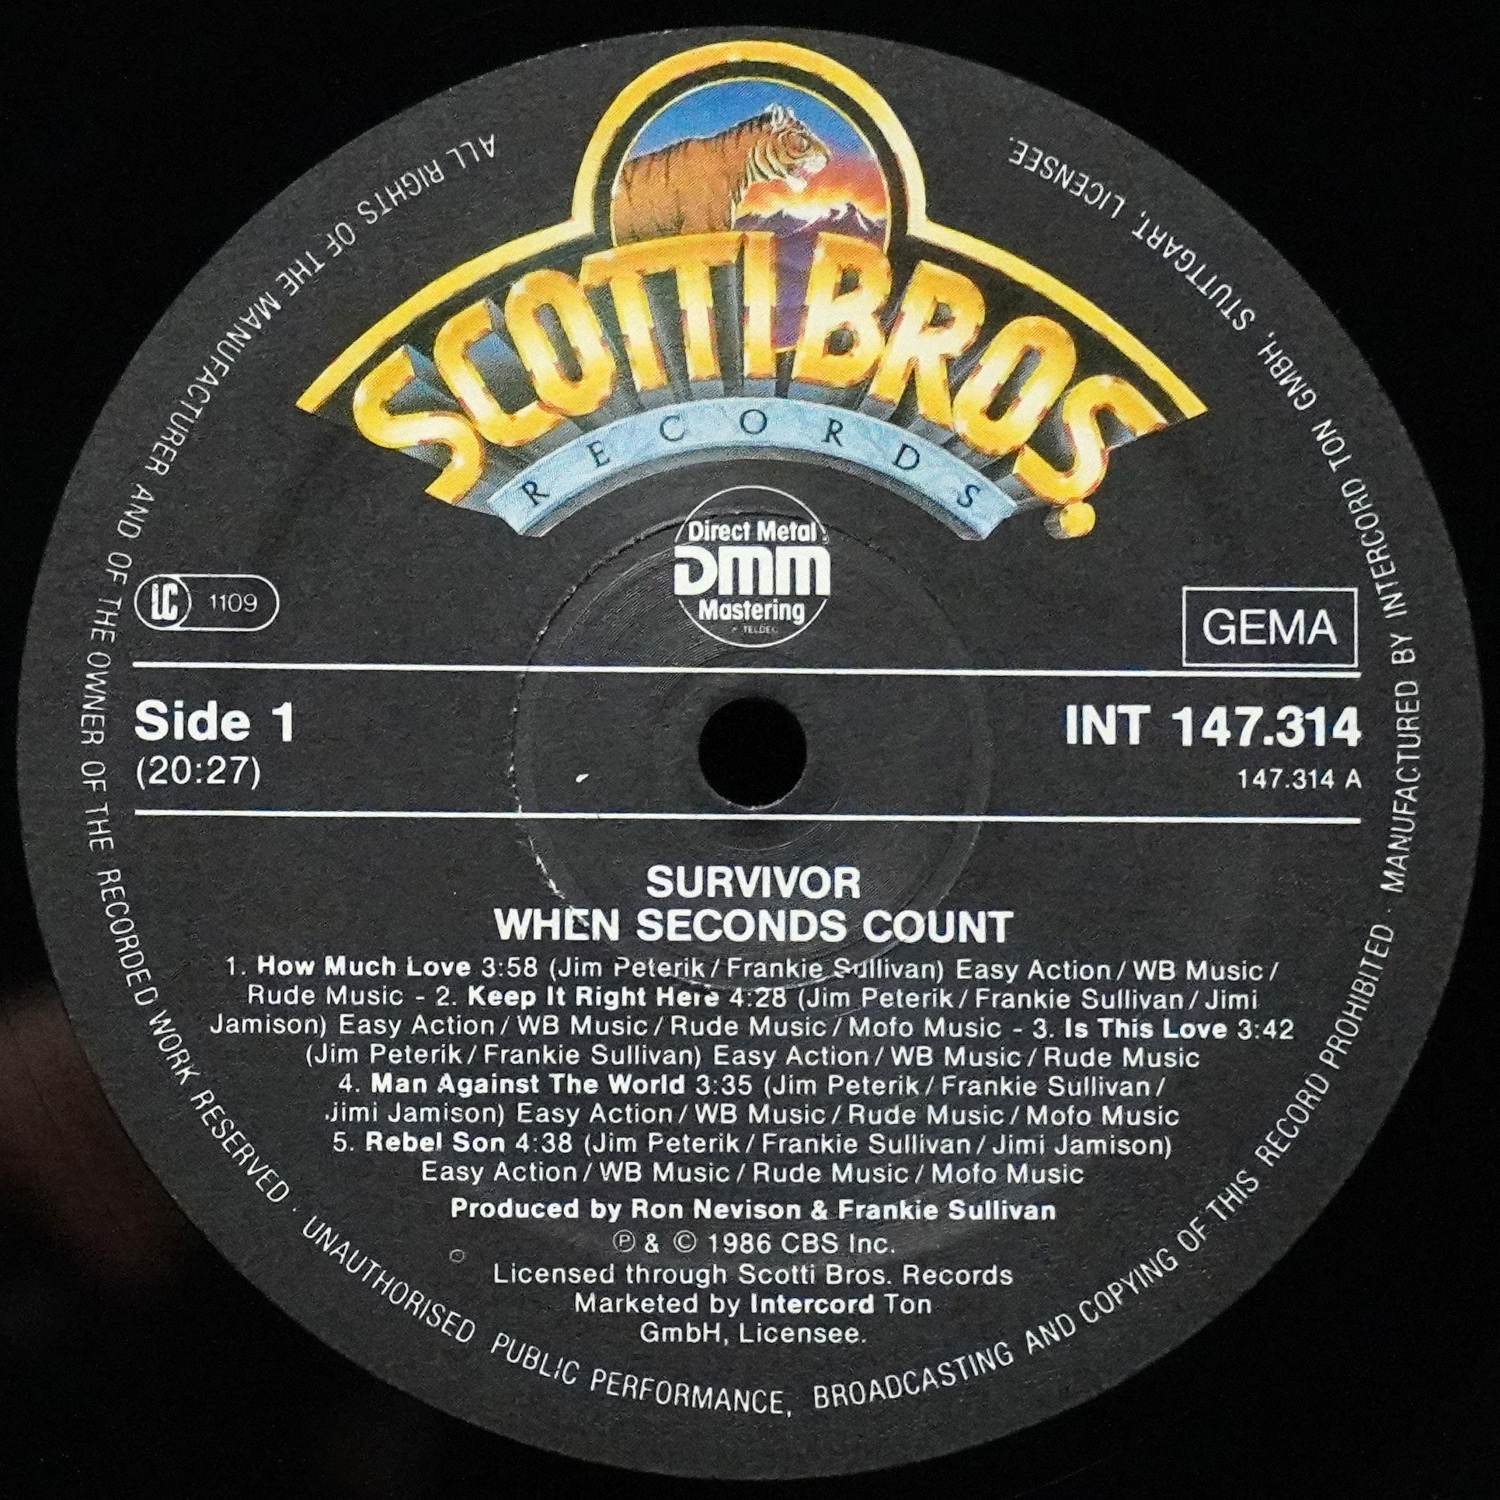 SCOTTI BROS.
RECORDS
Direct Metal
DMM
Mastering
TELDEC
LC 1109
GEMA
Side 1
(20:27)
INT 147.314
147.314 A
SURVIVOR
WHEN SECONDS COUNT
1. How Much Love 3:58 (Jim Peterik/Frankie Sullivan) Easy Action/WB Music/
Rude Music - 2. Keep It Right Here 4:28 (Jim Peterik/Frankie Sullivan/Jimi
Jamison) Easy Action/WB Music/Rude Music/Mofo Music - 3. Is This Love 3:42
(Jim Peterik/Frankie Sullivan) Easy Action/WB Music/Rude Music
4. Man Against The World 3:35 (Jim Peterik/Frankie Sullivan/
Jimi Jamison) Easy Action/WB Music/Rude Music/Mofo Music
5. Rebel Son 4:38 (Jim Peterik/Frankie Sullivan/Jimi Jamison)
Easy Action/WB Music/Rude Music/Mofo Music
Produced by Ron Nevison & Frankie Sullivan
℗ & © 1986 CBS Inc.
Licensed through Scotti Bros. Records
Marketed by Intercord Ton
GmbH, Licensee.
ALL RIGHTS OF THE MANUFACTURER AND OF THE OWNER OF THE RECORDED WORK RESERVED · UNAUTHORISED PUBLIC PERFORMANCE, BROADCASTING AND COPYING OF THIS RECORD PROHIBITED · MANUFACTURED BY INTERCORD TON GMBH, STUTTGART, LICENSEE.